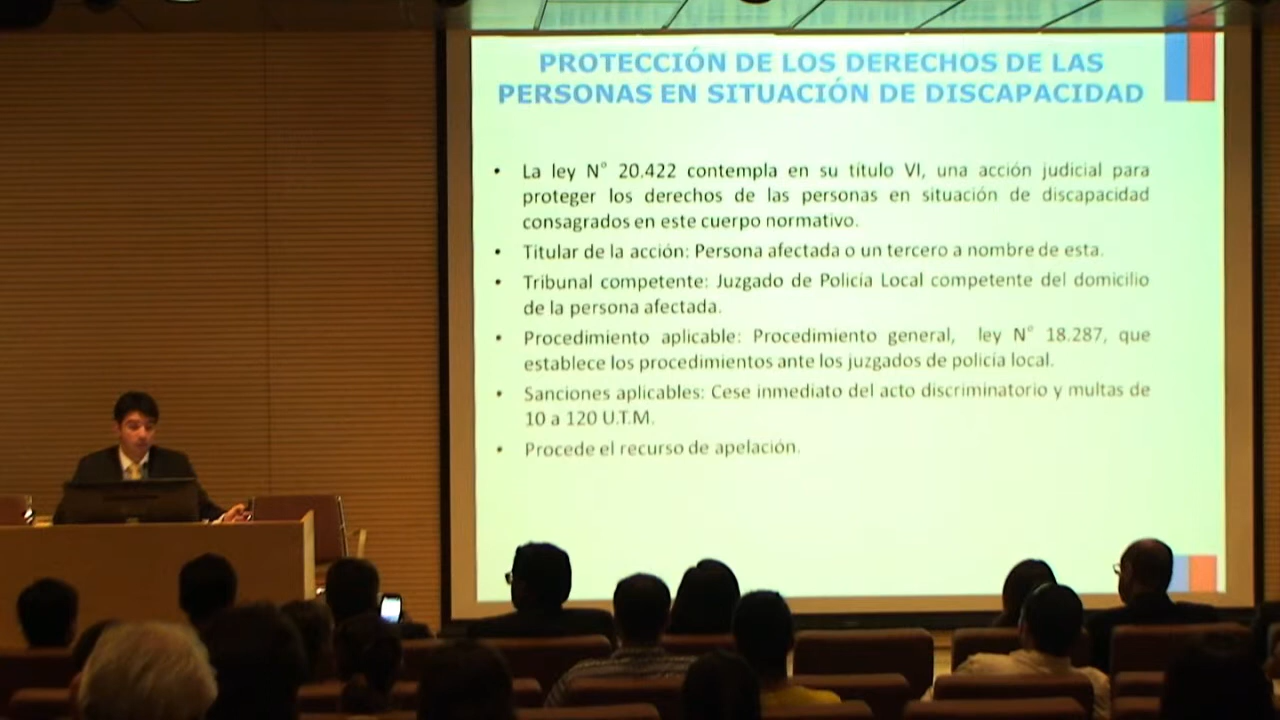 PROTECCIÓN DE LOS DERECHOS DE LAS
PERSONAS EN SITUACIÓN DE DISCAPACIDAD
• La ley N° 20.422 contempla en su título VI, una acción judicial para
proteger los derechos de las personas en situación de discapacidad
consagrados en este cuerpo normativo.
• Titular de la acción: Persona afectada o un tercero a nombre de esta.
• Tribunal competente: Juzgado de Policía Local competente del domicilio
de la persona afectada.
• Procedimiento aplicable: Procedimiento general, ley N° 18.287, que
establece los procedimientos ante los juzgados de policía local.
• Sanciones aplicables: Cese inmediato del acto discriminatorio y multas de
10 a 120 U.T.M.
• Procede el recurso de apelación.